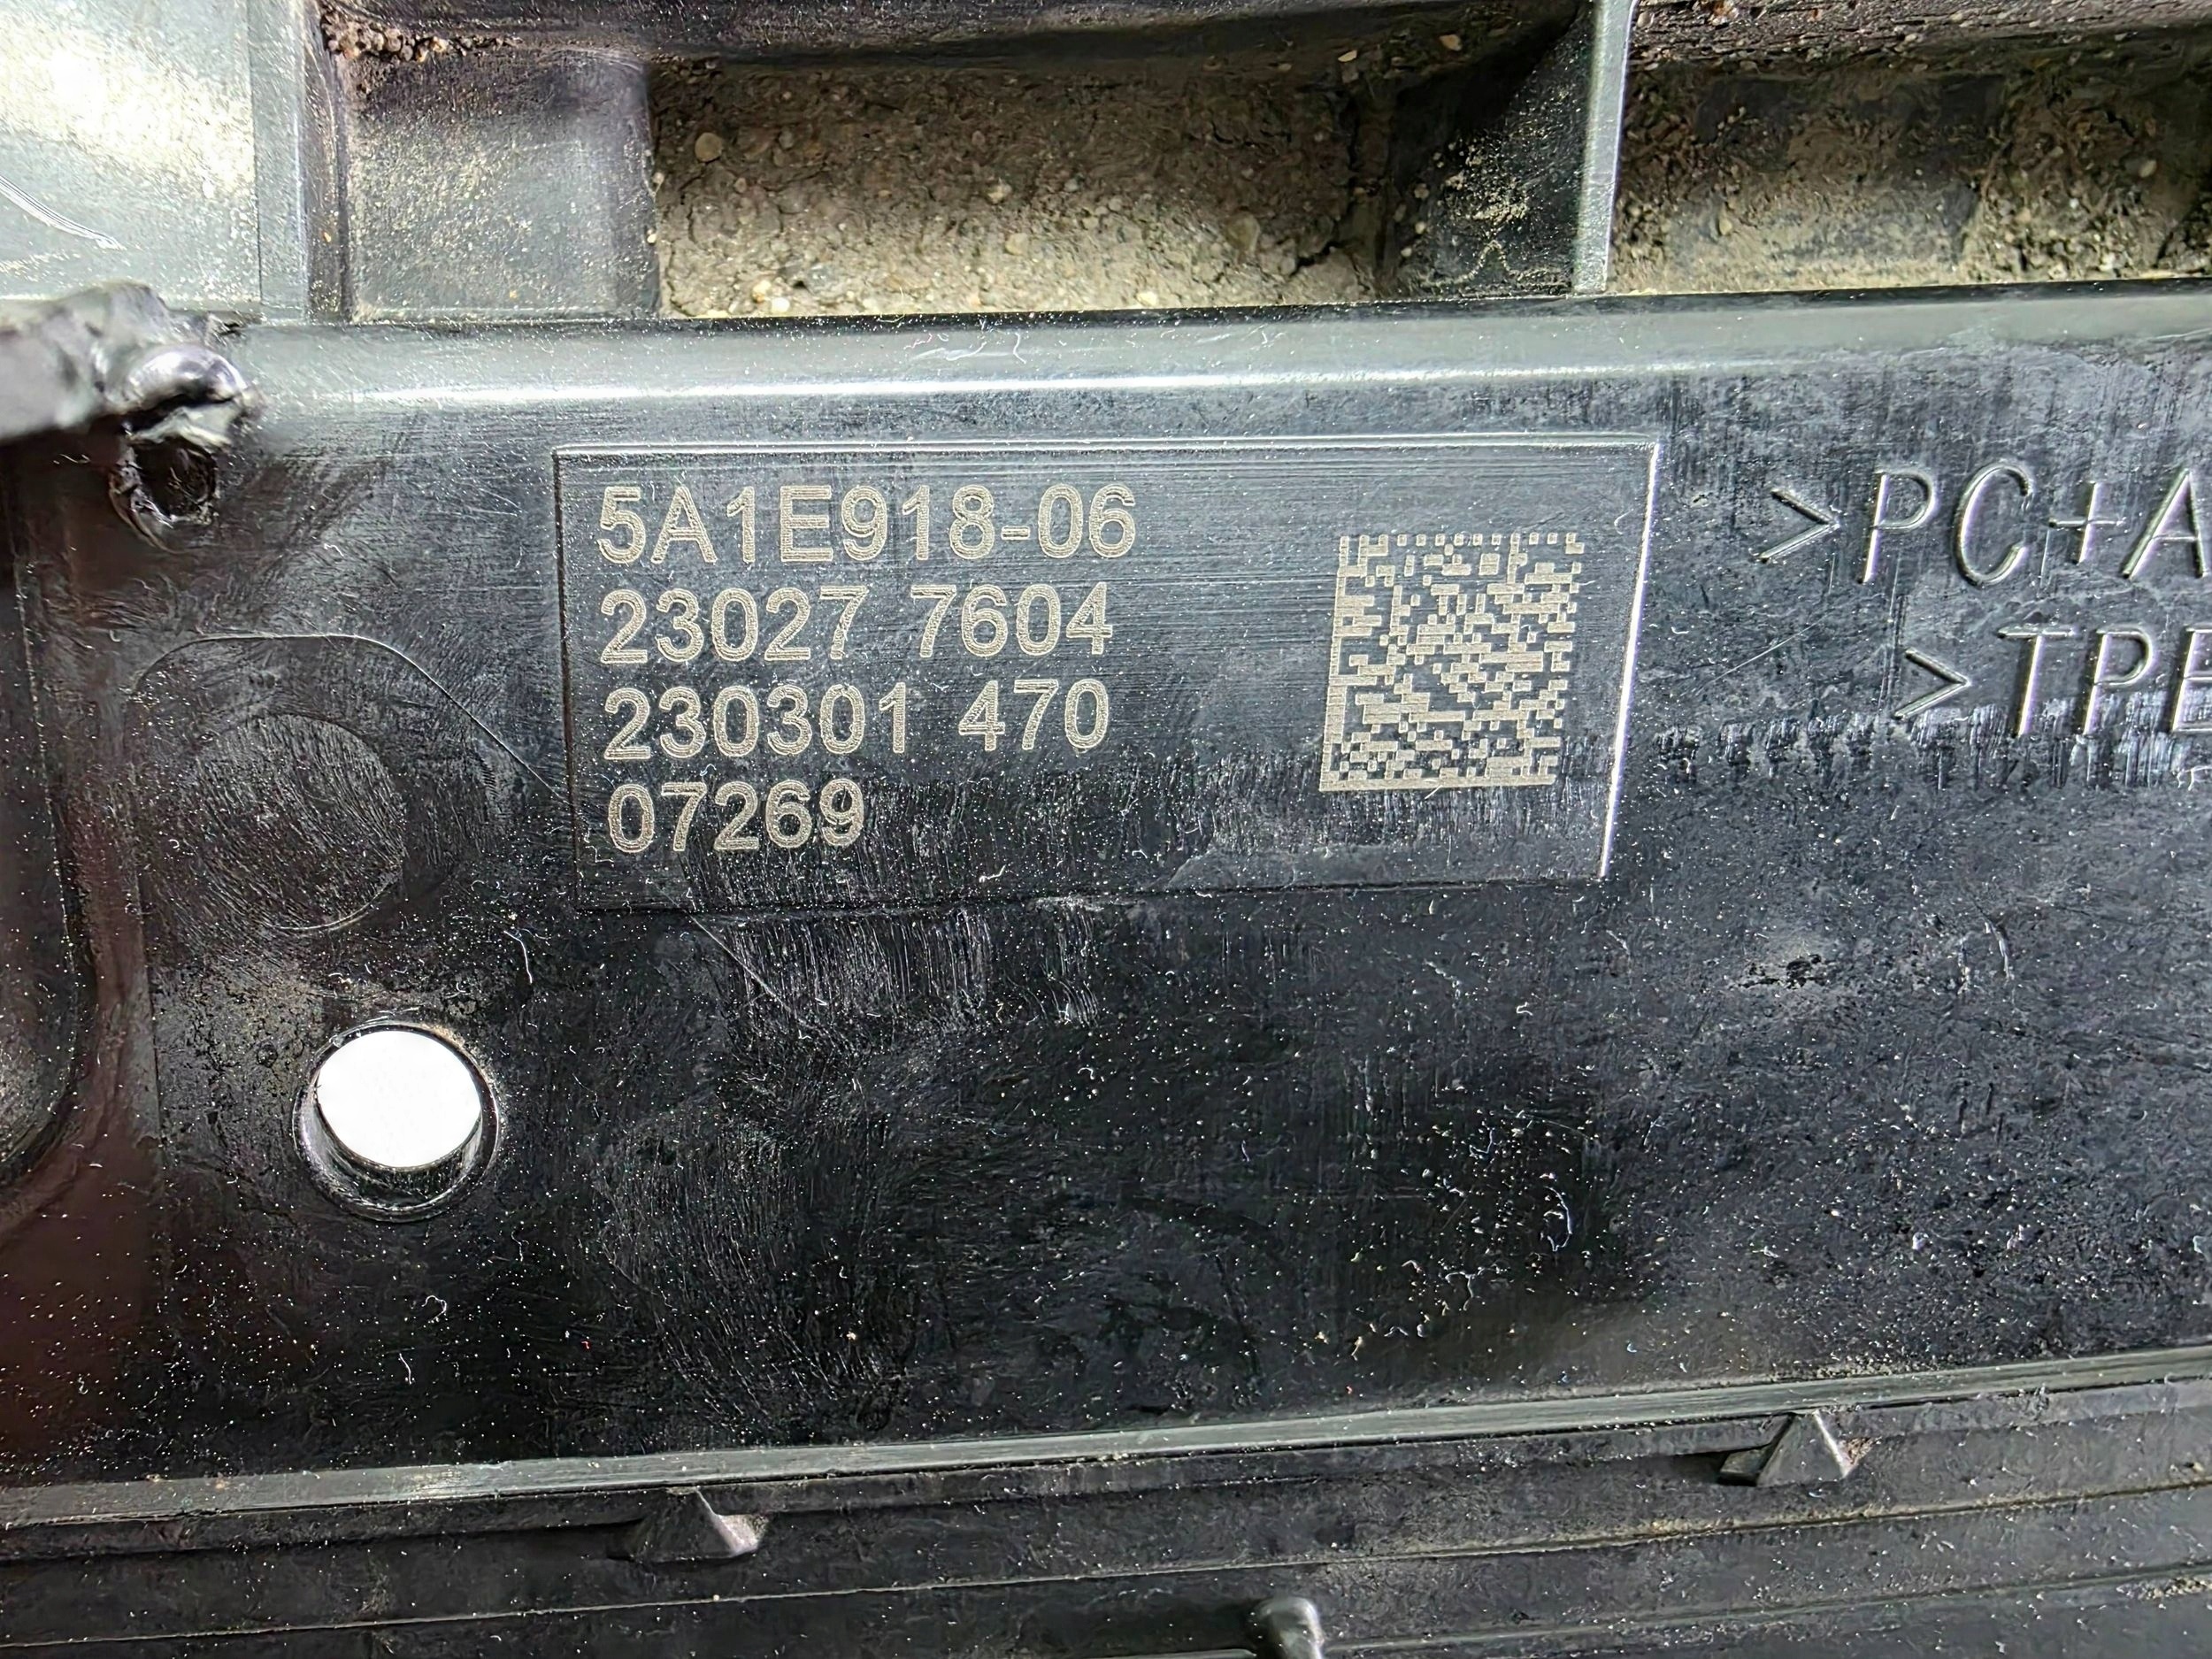 5A1E918-06
23027 7604
230301 470
07269
>PC+A
>TPE